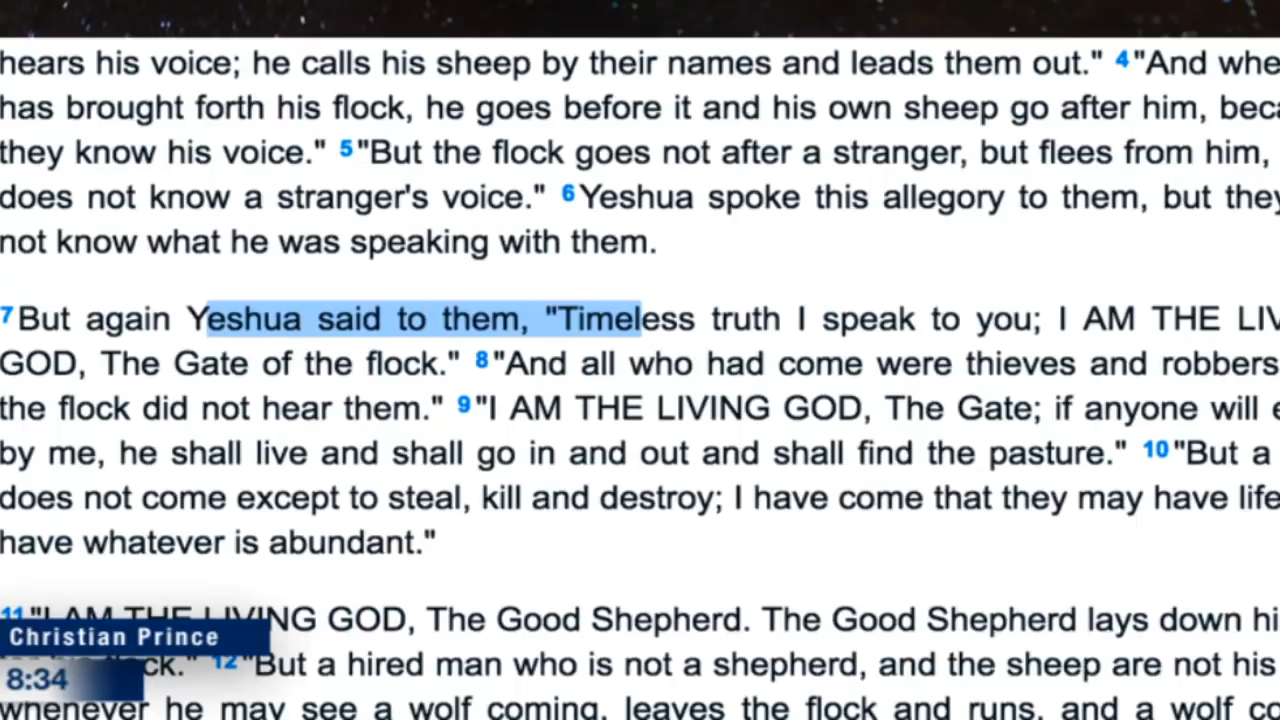 hears his voice; he calls his sheep by their names and leads them out." 4 "And whe
has brought forth his flock, he goes before it and his own sheep go after him, beca
they know his voice." 5 "But the flock goes not after a stranger, but flees from him,
does not know a stranger's voice." 6 Yeshua spoke this allegory to them, but they
not know what he was speaking with them.
7 But again Yeshua said to them, "Timeless truth I speak to you; I AM THE LIV
GOD, The Gate of the flock." 8 "And all who had come were thieves and robbers
the flock did not hear them." 9 "I AM THE LIVING GOD, The Gate; if anyone will e
by me, he shall live and shall go in and out and shall find the pasture." 10 "But a
does not come except to steal, kill and destroy; I have come that they may have life
have whatever is abundant."
11 "I AM THE LIVING GOD, The Good Shepherd. The Good Shepherd lays down hi
Christian Prince
ck." 12 "But a hired man who is not a shepherd, and the sheep are not his
8:34
whenever he may see a wolf coming, leaves the flock and runs, and a wolf co